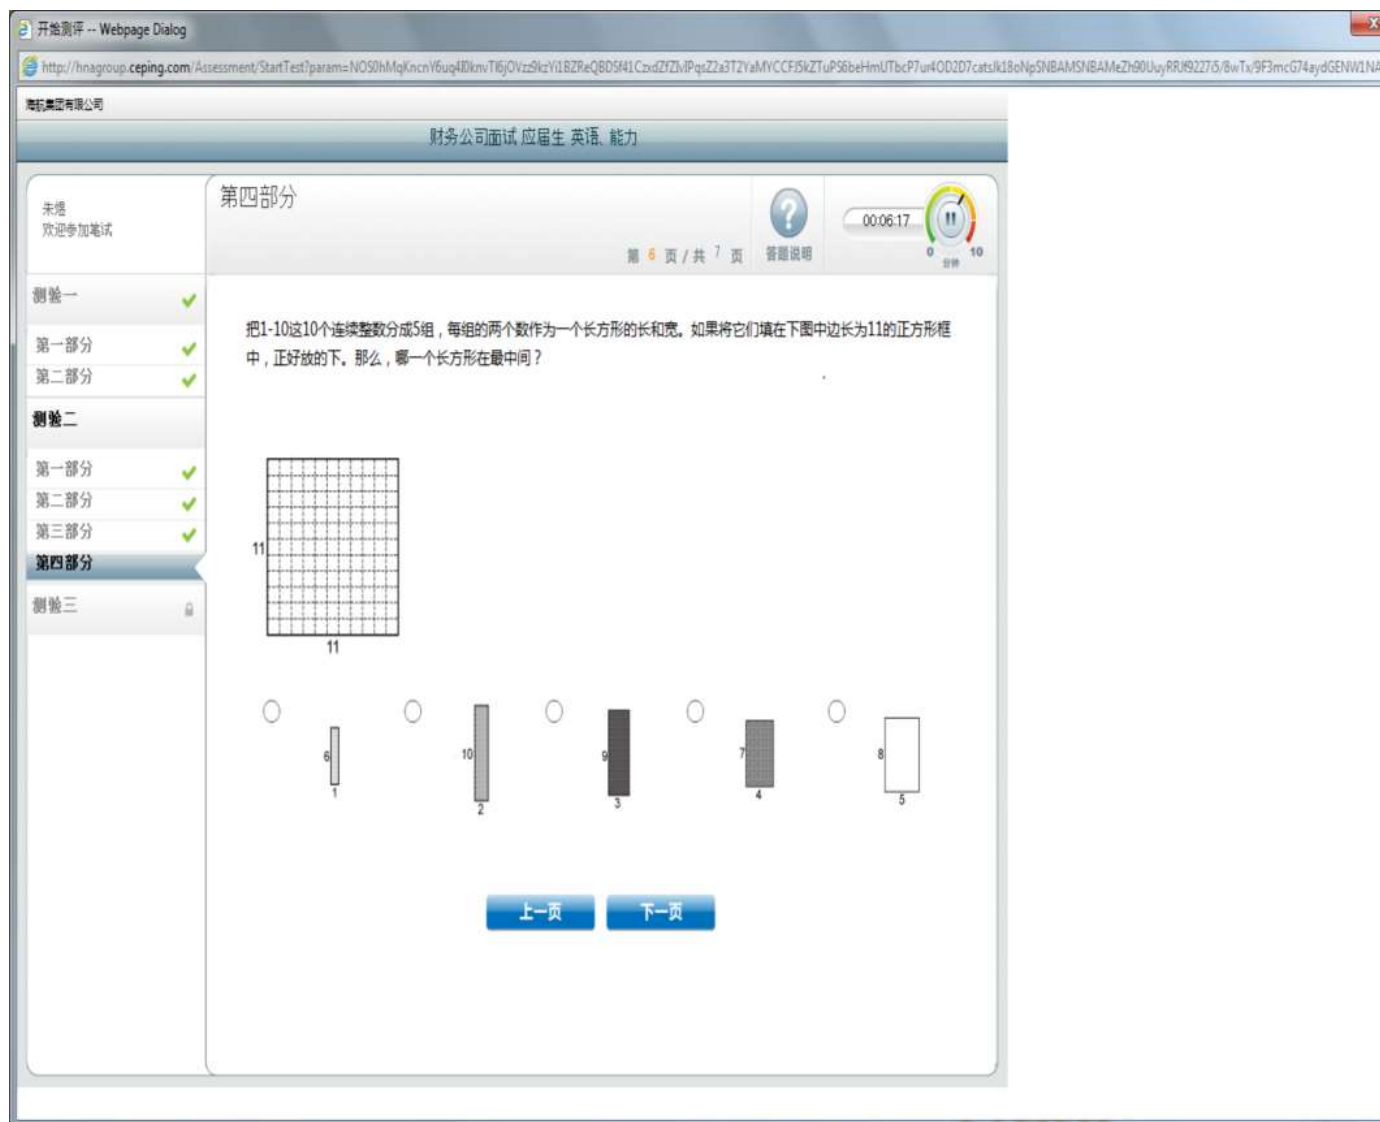 开始测评 -- Webpage Dialog
海航集团有限公司
财务公司面试 应届生 英语、能力
朱煜
欢迎参加笔试
第四部分
第 6 页 / 共 7 页
答题说明
00:06:17
0 10
分钟
测验一
第一部分
第二部分
测验二
第一部分
第二部分
第三部分
第四部分
测验三
把1-10这10个连续整数分成5组，每组的两个数作为一个长方形的长和宽。如果将它们填在下图中边长为11的正方形框
中，正好放的下。那么，哪一个长方形在最中间？
11
11
6
1
10
2
9
3
7
4
8
5
上一页
下一页